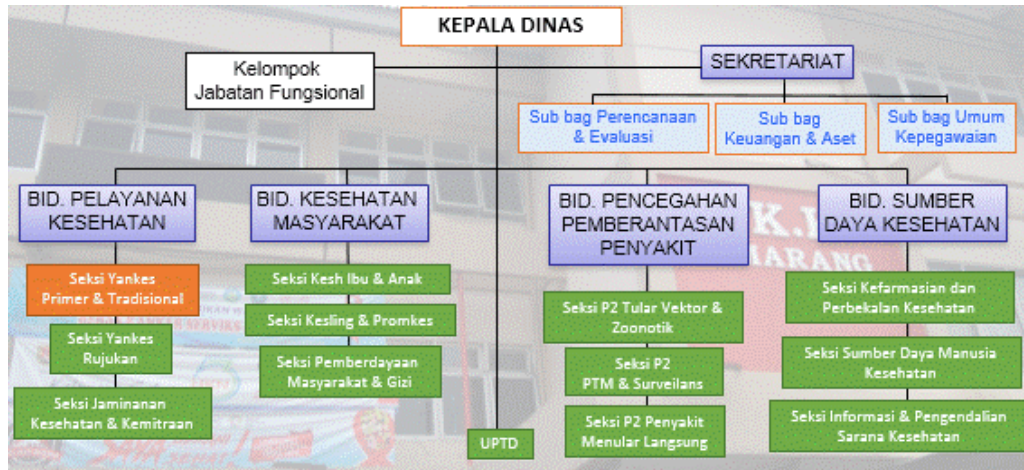 KEPALA DINAS
Kelompok
Jabatan Fungsional
SEKRETARIAT
Sub bag Perencanaan
& Evaluasi
Sub bag
Keuangan & Aset
Sub bag Umum
Kepegawaian
BID. PELAYANAN
KESEHATAN
BID. KESEHATAN
MASYARAKAT
BID. PENCEGAHAN
PEMBERANTASAN
PENYAKIT
BID. SUMBER
DAYA KESEHATAN
Seksi Yankes
Primer & Tradisional
Seksi Yankes
Rujukan
Seksi Jaminanan
Kesehatan & Kemitraan
Seksi Kesh Ibu & Anak
Seksi Kesling & Promkes
Seksi Pemberdayaan
Masyarakat & Gizi
Seksi P2 Tular Vektor &
Zoonotik
Seksi P2
PTM & Surveilans
Seksi P2 Penyakit
Menular Langsung
Seksi Kefarmasian dan
Perbekalan Kesehatan
Seksi Sumber Daya Manusia
Kesehatan
Seksi Informasi & Pengendalian
Sarana Kesehatan
UPTD